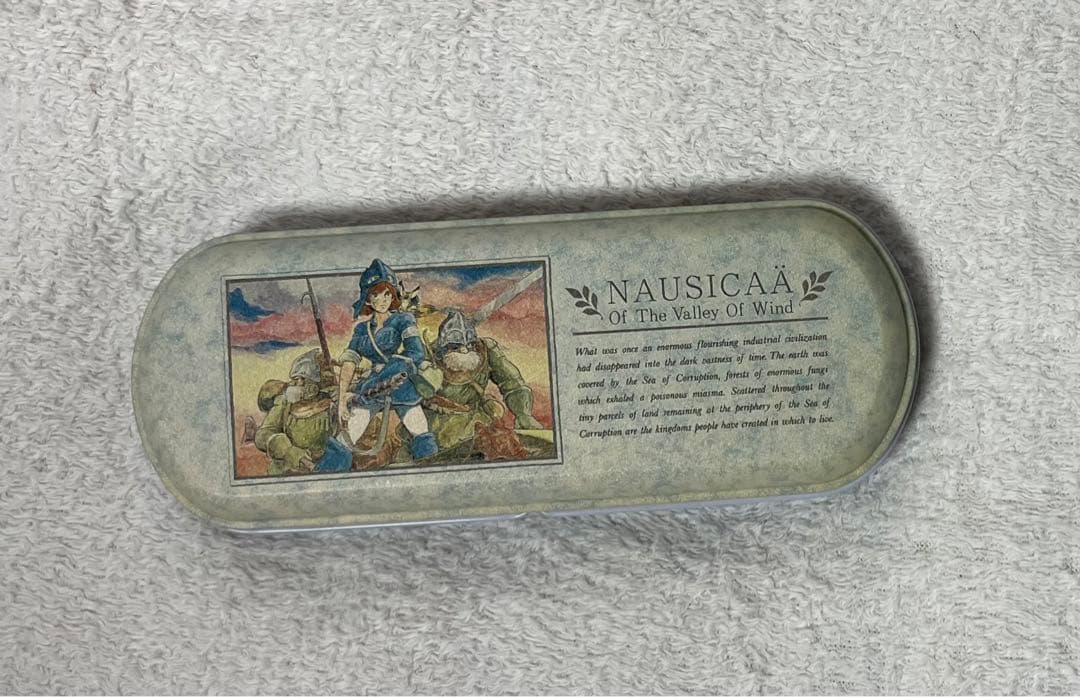 NAUSICAÄ
Of The Valley Of Wind
What was once an enormous flourishing industrial civilization
had disappeared into the dark vastness of time. The earth was
covered by the Sea of Corruption, forests of enormous fungi
which exhaled a poisonous miasma. Scattered throughout the
tiny parcels of land remaining at the periphery of the Sea of
Corruption are the kingdoms people have created in which to live.